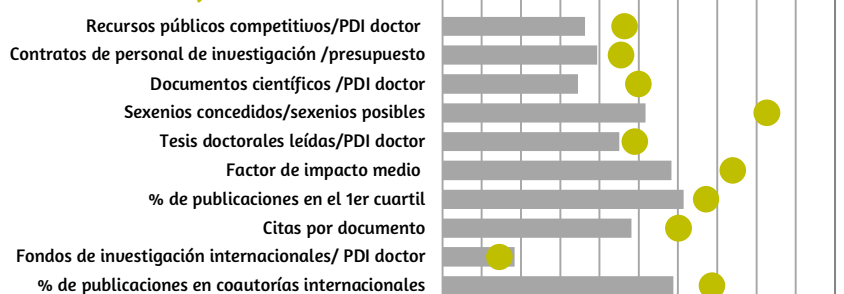 Recursos públicos competitivos/PDI doctor
Contratos de personal de investigación /presupuesto
Documentos científicos /PDI doctor
Sexenios concedidos/sexenios posibles
Tesis doctorales leídas/PDI doctor
Factor de impacto medio
% de publicaciones en el 1er cuartil
Citas por documento
Fondos de investigación internacionales/ PDI doctor
% de publicaciones en coautorías internacionales